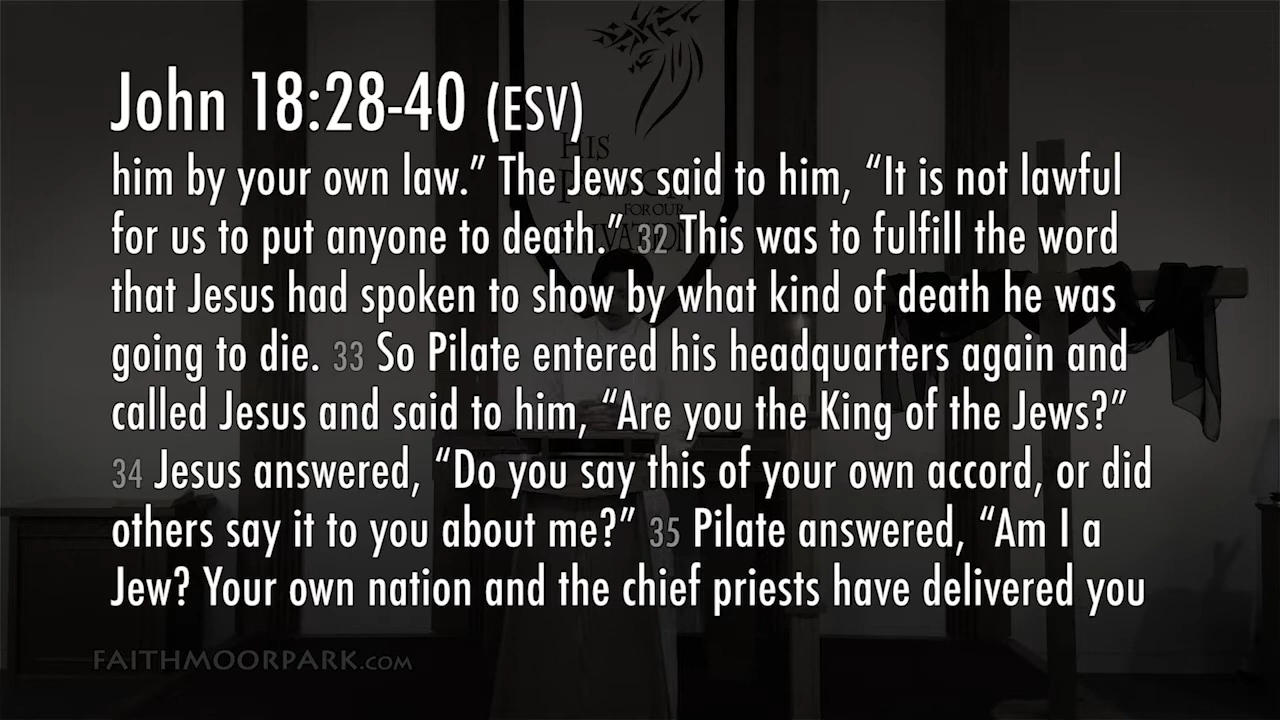 John 18:28-40 (ESV)
him by your own law.” The Jews said to him, “It is not lawful
for us to put anyone to death.” 32 This was to fulfill the word
that Jesus had spoken to show by what kind of death he was
going to die. 33 So Pilate entered his headquarters again and
called Jesus and said to him, “Are you the King of the Jews?”
34 Jesus answered, “Do you say this of your own accord, or did
others say it to you about me?” 35 Pilate answered, “Am I a
Jew? Your own nation and the chief priests have delivered you
FAITHMOORPARK.COM
HIS
FOR OUR